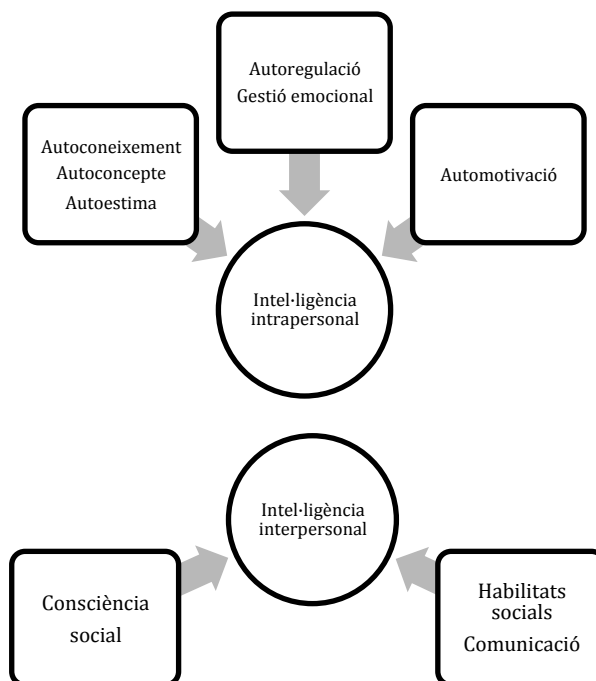 Autoregulació
Gestió emocional
Autoconeixement
Autoconcepte
Autoestima
Automotivació
Intel·ligència
intrapersonal
Intel·ligència
interpersonal
Consciència
social
Habilitats
socials
Comunicació